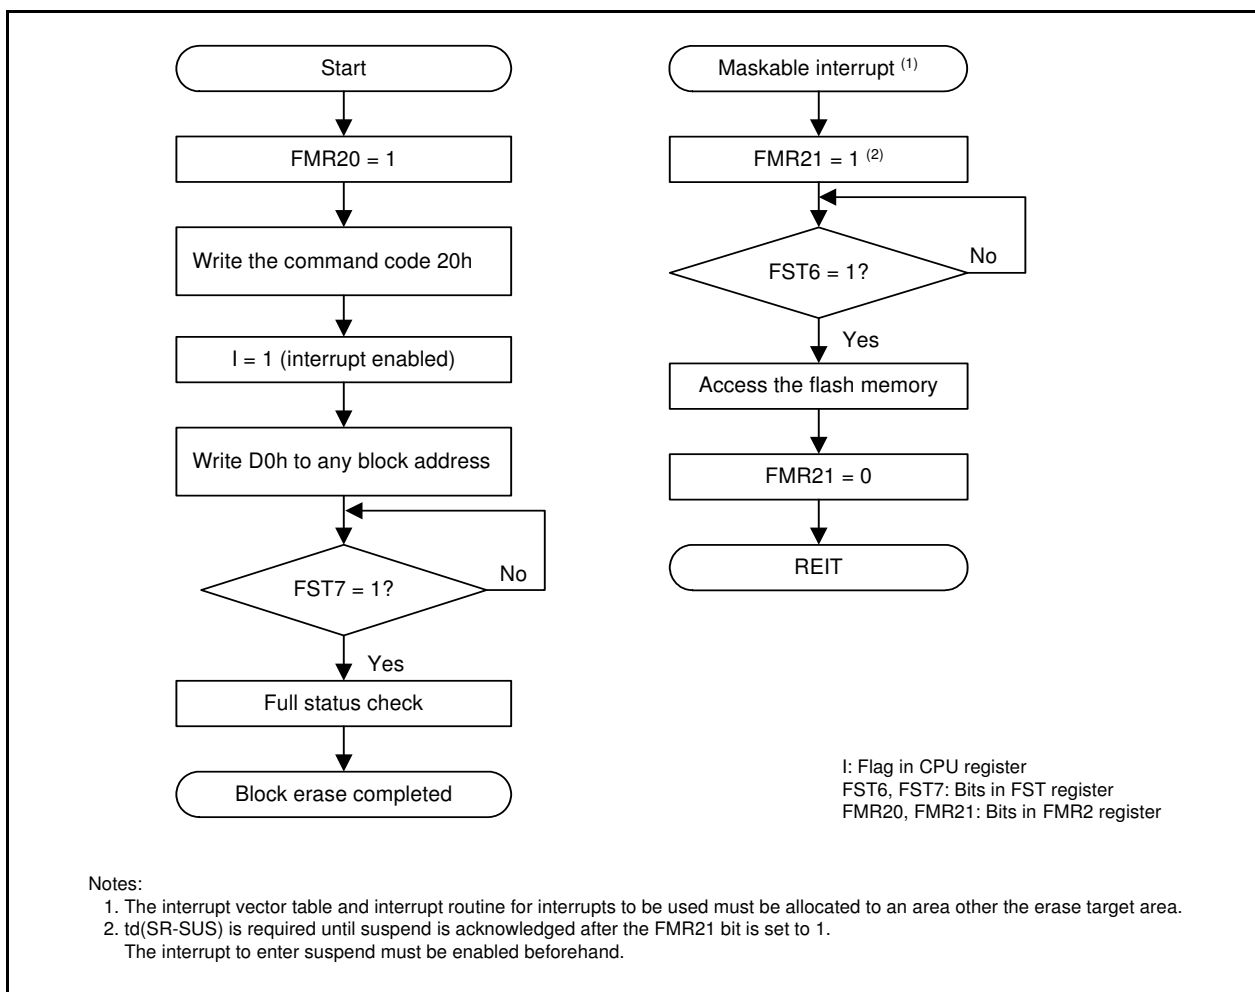 Start
FMR20 = 1
Write the command code 20h
I = 1 (interrupt enabled)
Write D0h to any block address
FST7 = 1?
No
Yes
Full status check
Block erase completed
Maskable interrupt (1)
FMR21 = 1 (2)
FST6 = 1?
No
Yes
Access the flash memory
FMR21 = 0
REIT
I: Flag in CPU register
FST6, FST7: Bits in FST register
FMR20, FMR21: Bits in FMR2 register
Notes:
1. The interrupt vector table and interrupt routine for interrupts to be used must be allocated to an area other the erase target area.
2. td(SR-SUS) is required until suspend is acknowledged after the FMR21 bit is set to 1.
The interrupt to enter suspend must be enabled beforehand.